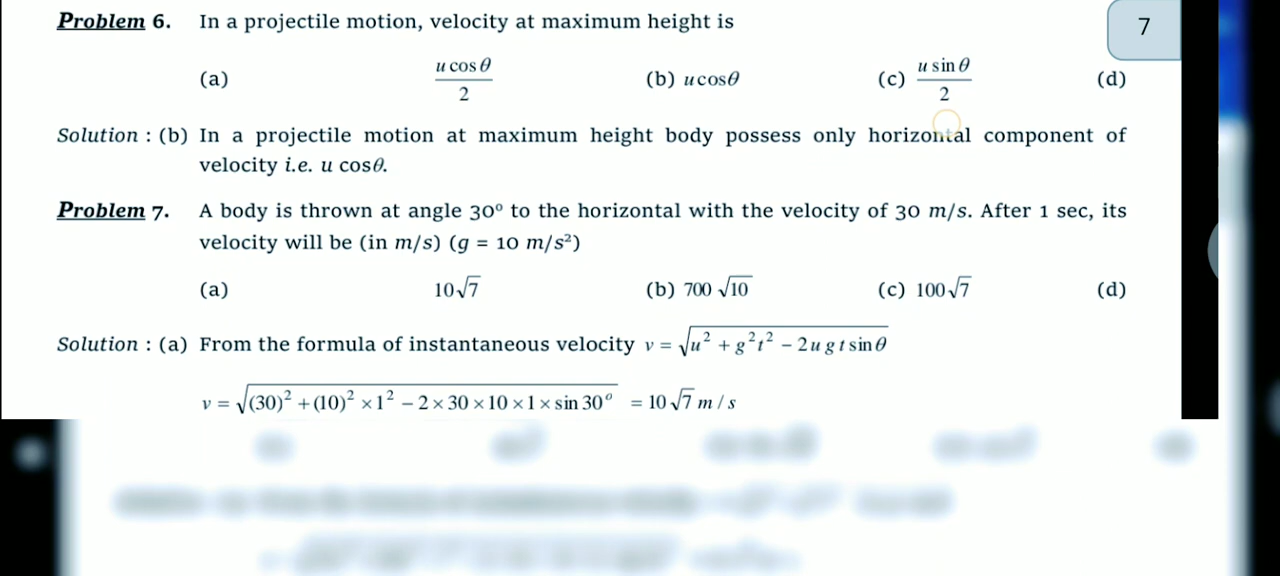 Problem 6. In a projectile motion, velocity at maximum height is
7
(a) u cos θ / 2 (b) u cosθ (c) u sin θ / 2 (d)
Solution : (b) In a projectile motion at maximum height body possess only horizontal component of
velocity i.e. u cosθ.
Problem 7. A body is thrown at angle 30° to the horizontal with the velocity of 30 m/s. After 1 sec, its
velocity will be (in m/s) (g = 10 m/s²)
(a) 10√7 (b) 700 √10 (c) 100√7 (d)
Solution : (a) From the formula of instantaneous velocity v = √(u² + g²t² − 2 u g t sin θ)
v = √((30)² + (10)² × 1² − 2 × 30 × 10 × 1 × sin 30°) = 10 √7 m / s